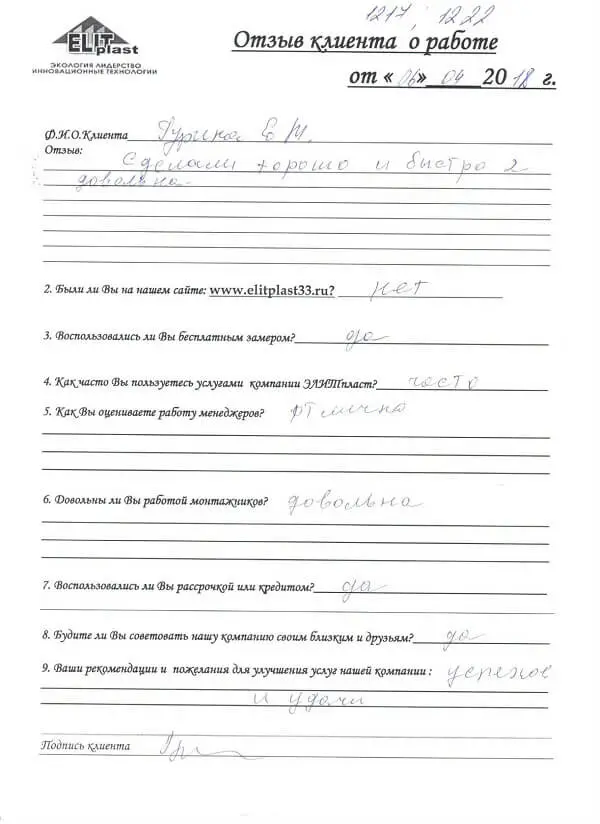 1217, 1222
ELIT
plast
ЭКОЛОГИЯ ЛИДЕРСТВО
ИННОВАЦИОННЫЕ ТЕХНОЛОГИИ
Отзыв клиента о работе
от «06» 04 2018 г.
Ф.И.О.Клиента Гурина Е М.
Отзыв:
Сделали хорошо и быстро
довольна
2. Были ли Вы на нашем сайте: www.elitplast33.ru? нет
3. Воспользовались ли Вы бесплатным замером? да
4. Как часто Вы пользуетесь услугами компании ЭЛИТпласт? часто
5. Как Вы оцениваете работу менеджеров? отлично
6. Довольны ли Вы работой монтажников? довольна
7. Воспользовались ли Вы рассрочкой или кредитом? да
8. Будите ли Вы советовать нашу компанию своим близким и друзьям? да
9. Ваши рекомендации и пожелания для улучшения услуг нашей компании : успехов
и удачи
Подпись клиента